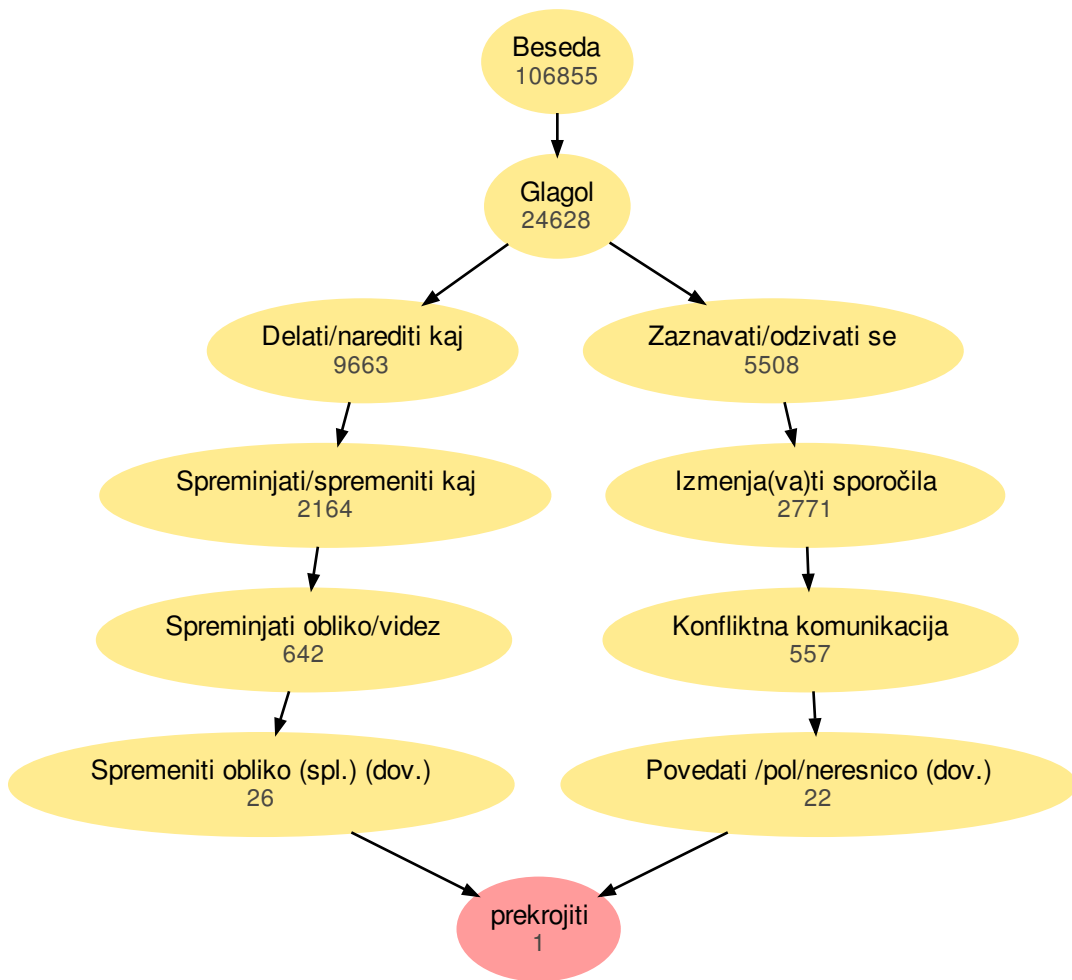 Beseda
106855
Glagol
24628
Delati/narediti kaj
9663
Zaznavati/odzivati se
5508
Spreminjati/spremeniti kaj
2164
Izmenja(va)ti sporočila
2771
Spreminjati obliko/videz
642
Konfliktna komunikacija
557
Spremeniti obliko (spl.) (dov.)
26
Povedati /pol/neresnico (dov.)
22
prekrojiti
1